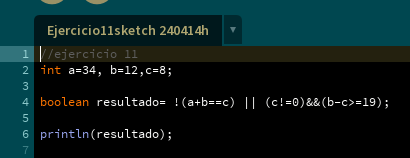 Ejercicio11sketch 240414h
1 //ejercicio 11
2 int a=34, b=12,c=8;
3
4 boolean resultado= !(a+b==c) || (c!=0)&&(b-c>=19);
5
6 println(resultado);
7